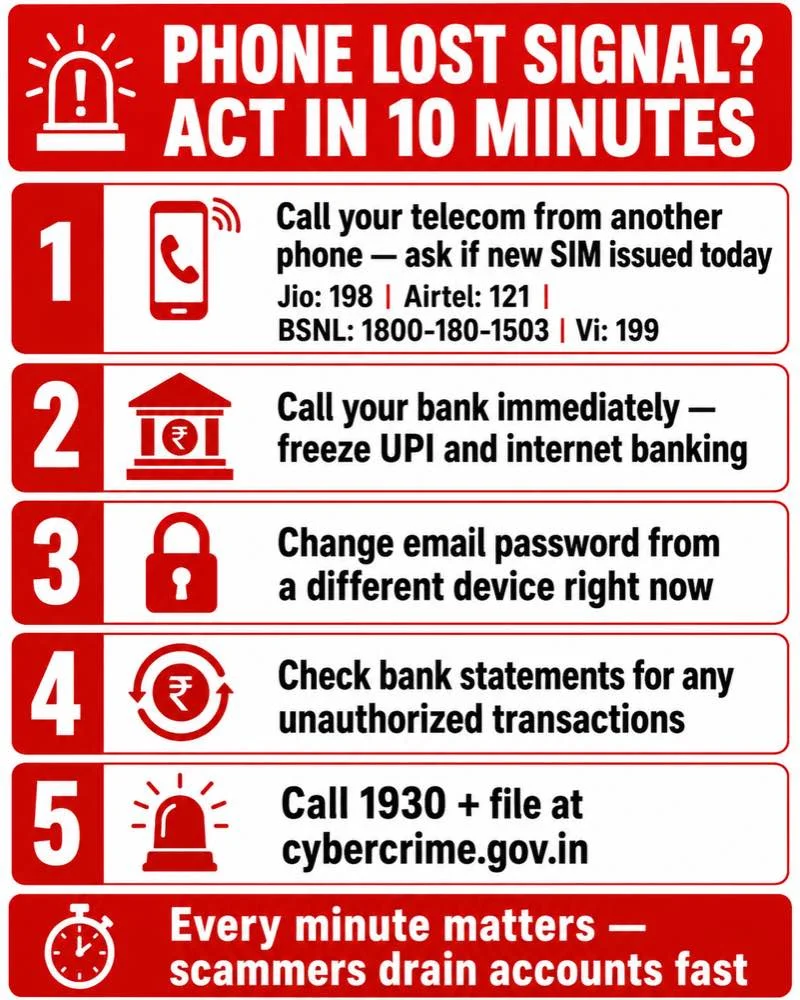 PHONE LOST SIGNAL?
ACT IN 10 MINUTES
1
Call your telecom from another
phone — ask if new SIM issued today
Jio: 198 | Airtel: 121 |
BSNL: 1800-180-1503 | Vi: 199
2
₹
Call your bank immediately —
freeze UPI and internet banking
3
Change email password from
a different device right now
4
₹
Check bank statements for any
unauthorized transactions
5
Call 1930 + file at
cybercrime.gov.in
Every minute matters —
scammers drain accounts fast